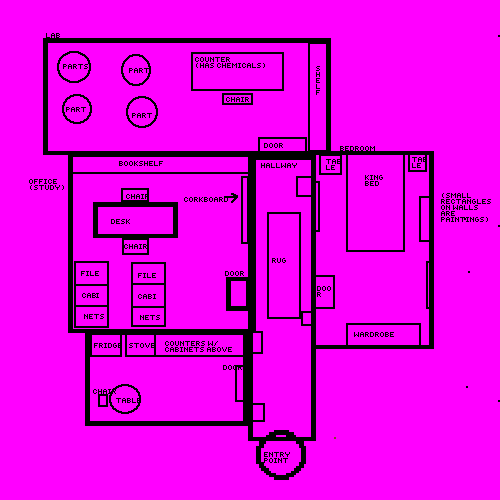 LAB
PARTS
PART
COUNTER
(HAS CHEMICALS)
SHELF
CHAIR
PART
PART
DOOR
BEDROOM
BOOKSHELF
HALLWAY
TABLE
TABLE
OFFICE
(STUDY)
KING
BED
CHAIR
CORKBOARD
(SMALL
RECTANGLES
ON WALLS
ARE
PAINTINGS)
DESK
CHAIR
RUG
FILE
FILE
DOOR
CABI
CABI
DOO
R
NETS
NETS
WARDROBE
FRIDGE
STOVE
COUNTERS W/
CABINETS ABOVE
DOOR
CHAIR
TABLE
ENTRY
POINT